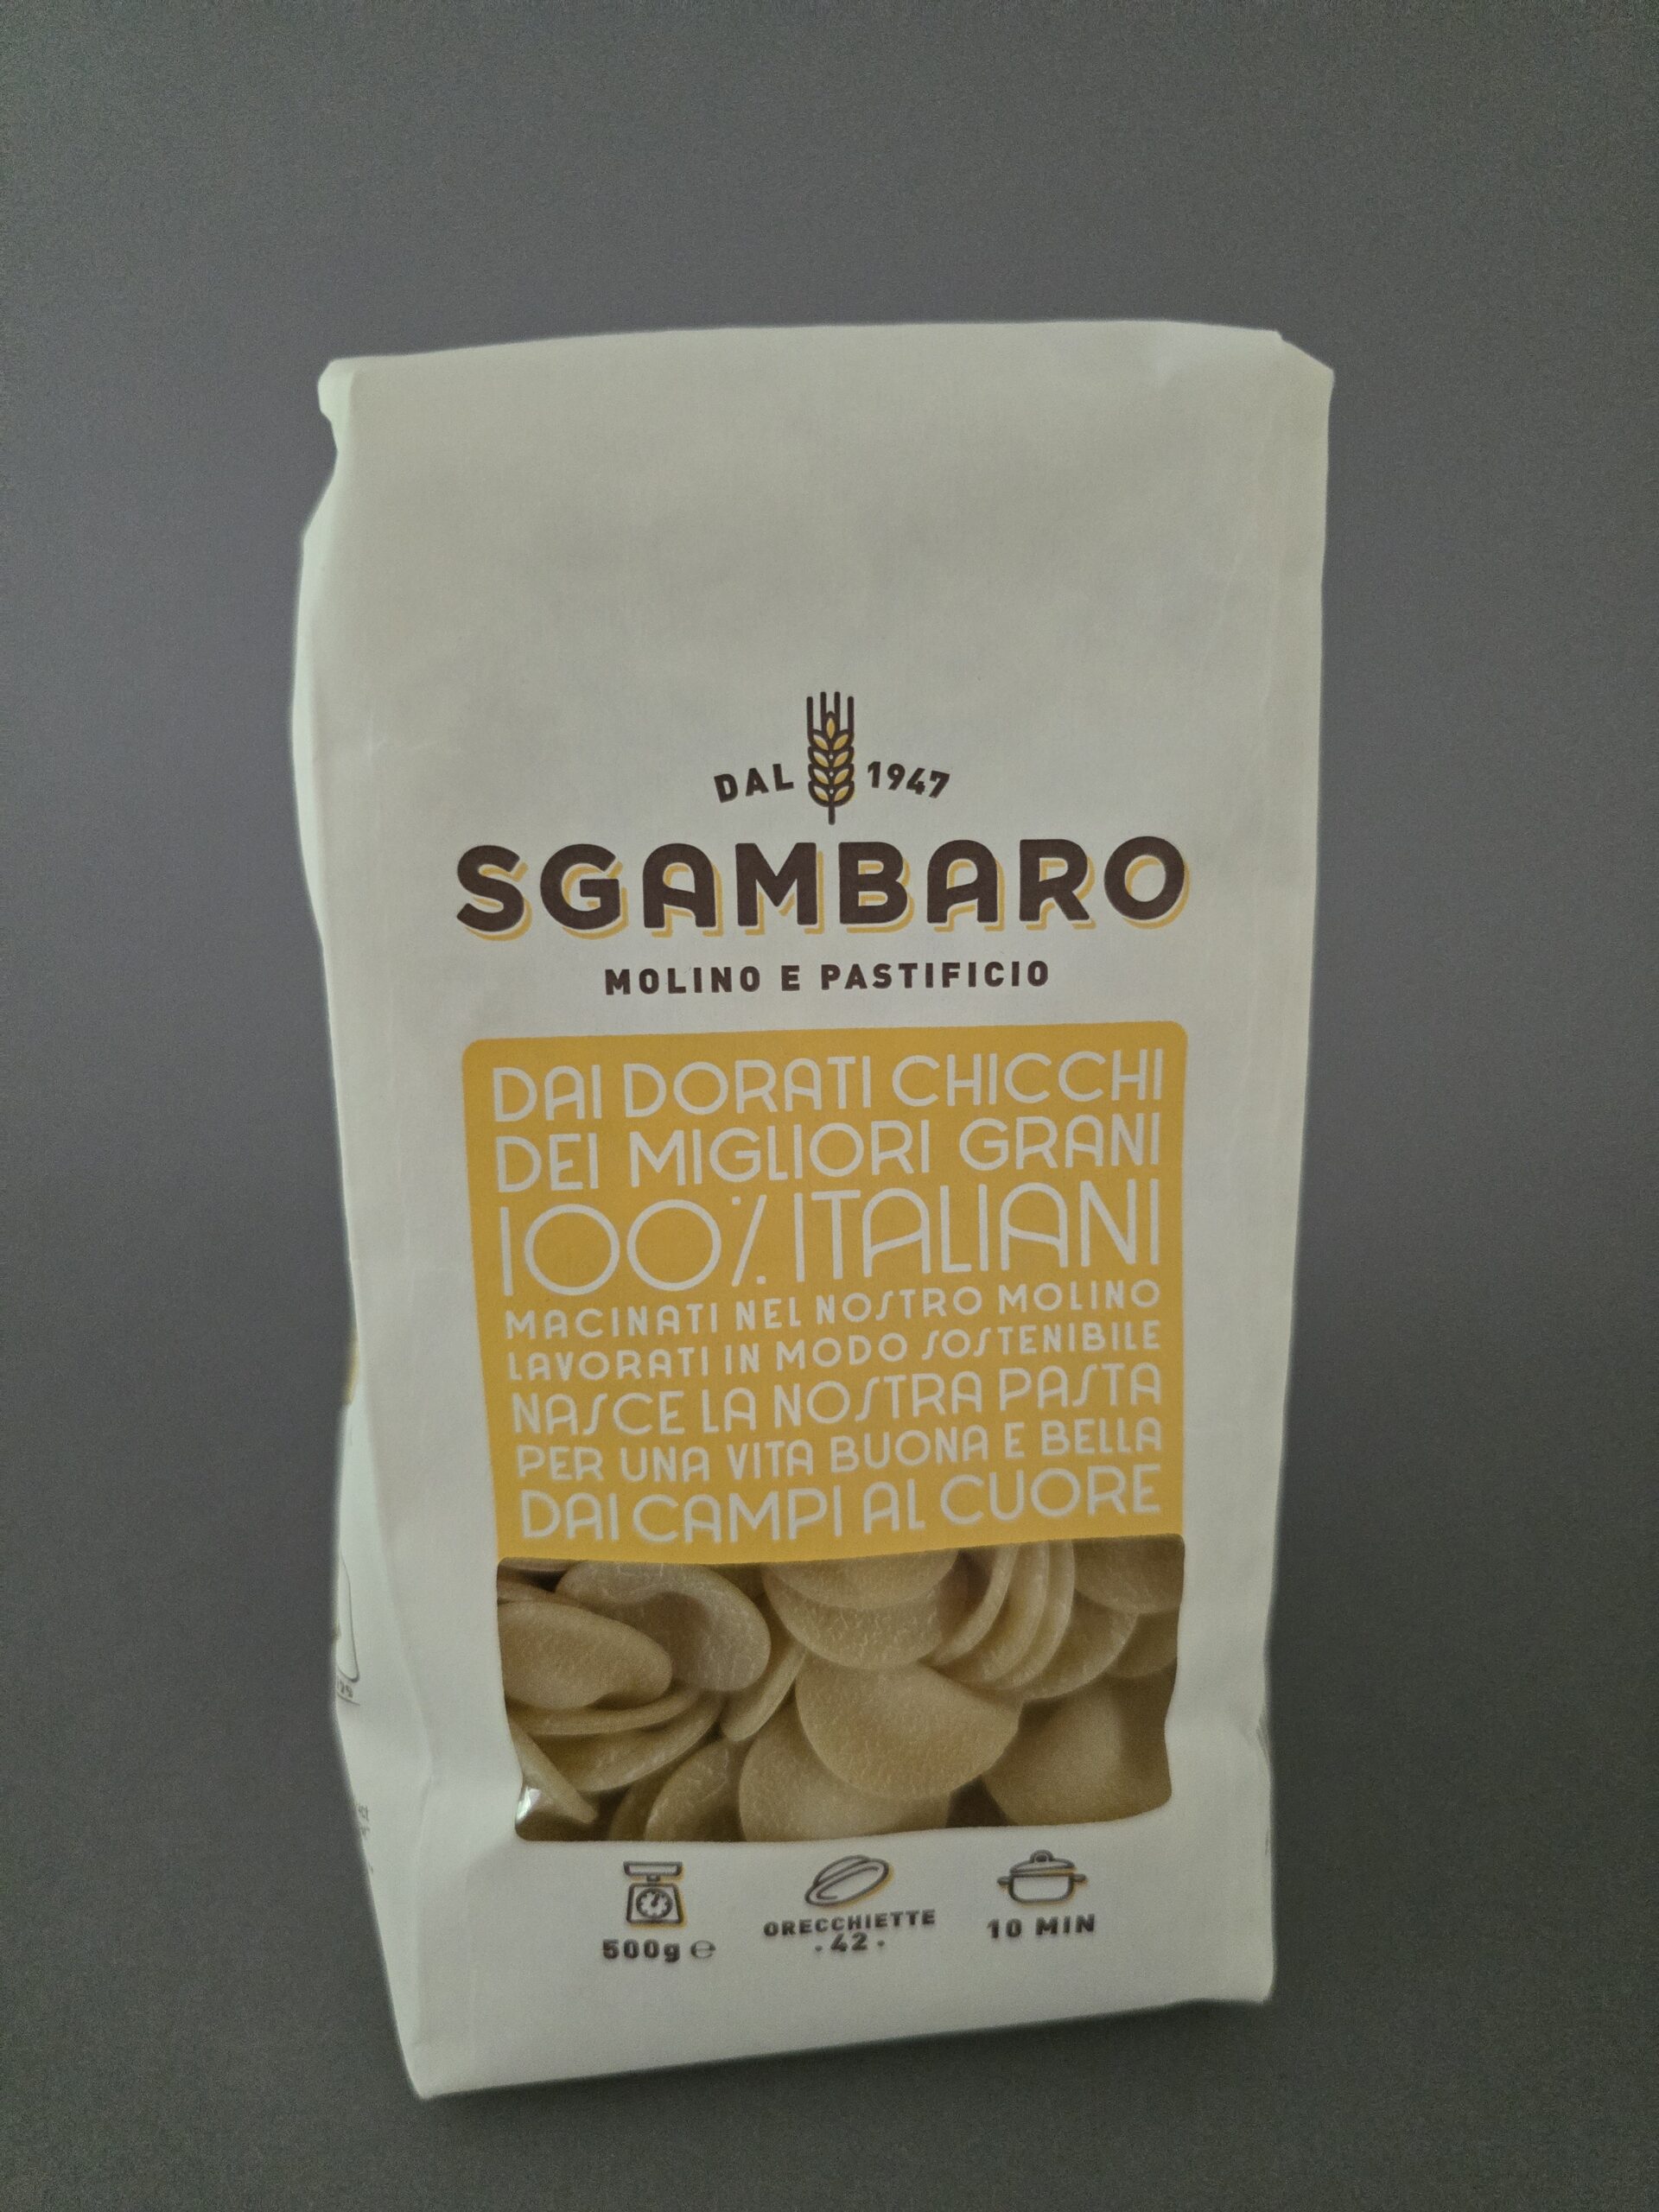 DAL 1947
SGAMBARO
MOLINO E PASTIFICIO
DAI DORATI CHICCHI
DEI MIGLIORI GRANI
100% ITALIANI
MACINATI NEL NOSTRO MOLINO
LAVORATI IN MODO SOSTENIBILE
NASCE LA NOSTRA PASTA
PER UNA VITA BUONA E BELLA
DAI CAMPI AL CUORE
500g ℮
ORECCHIETTE
·42·
10 MIN